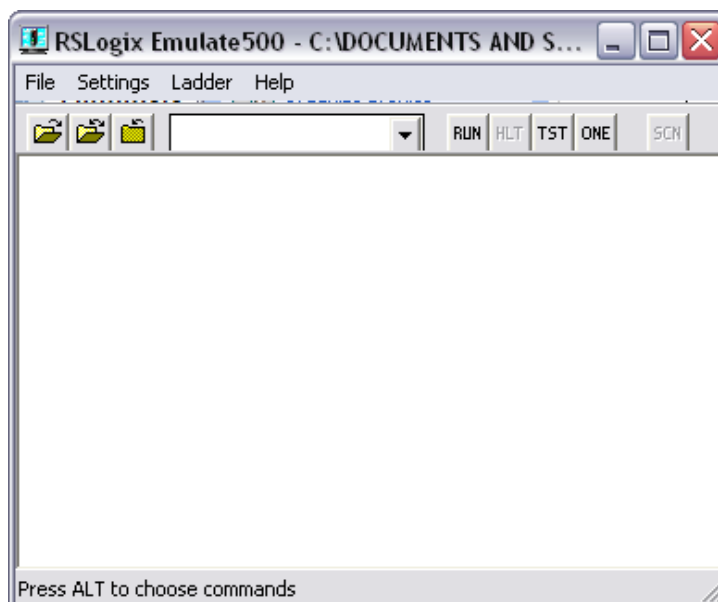 RSLogix Emulate500 - C:\DOCUMENTS AND S...
File Settings Ladder Help
RUN HLT TST ONE SCN
Press ALT to choose commands